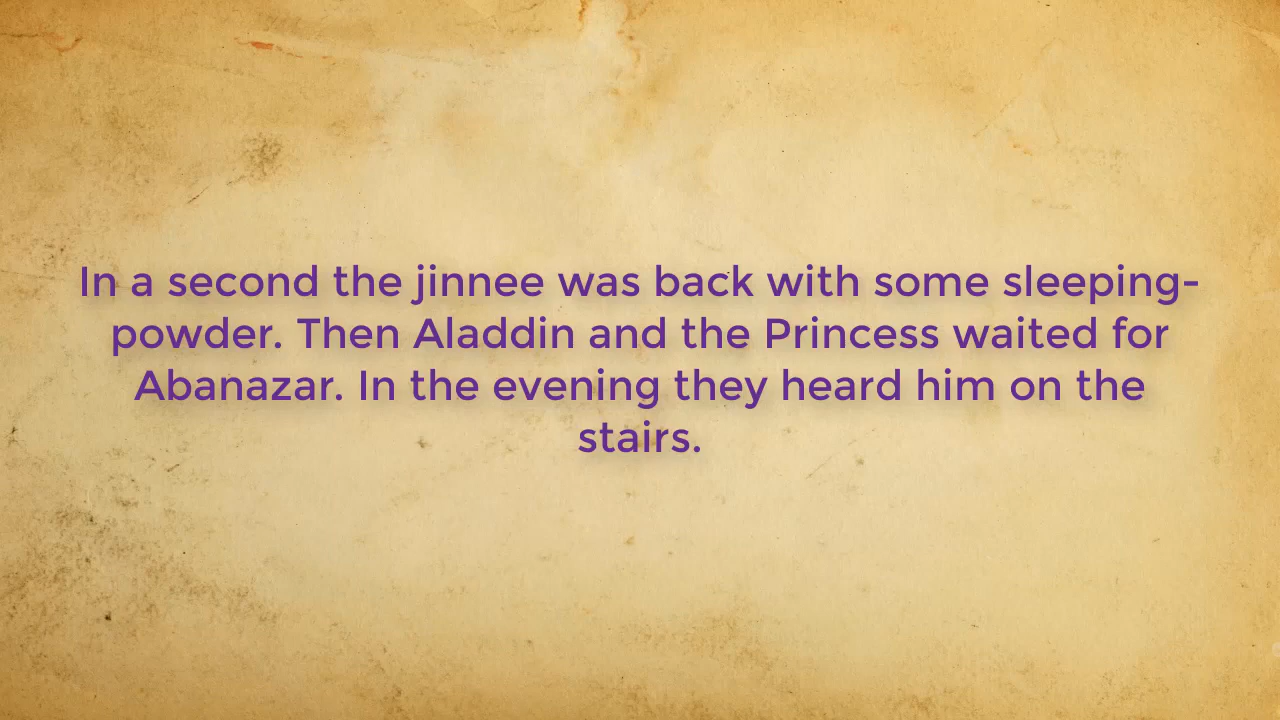 In a second the jinnee was back with some sleeping-
powder. Then Aladdin and the Princess waited for
Abanazar. In the evening they heard him on the
stairs.